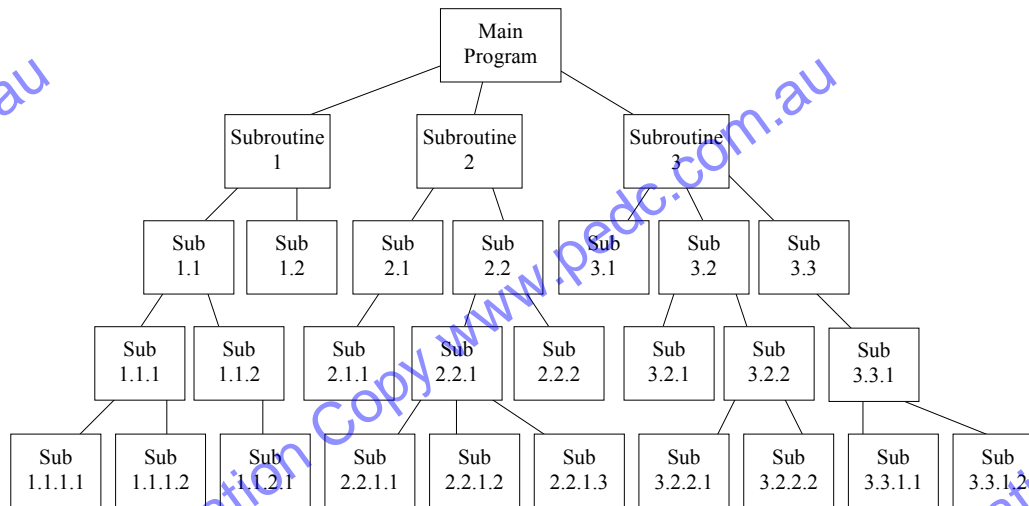 Main
Program
Subroutine
1
Subroutine
2
Subroutine
3
Sub
1.1
Sub
1.2
Sub
2.1
Sub
2.2
Sub
3.1
Sub
3.2
Sub
3.3
Sub
1.1.1
Sub
1.1.2
Sub
2.1.1
Sub
2.2.1
Sub
2.2.2
Sub
3.2.1
Sub
3.2.2
Sub
3.3.1
Sub
1.1.1.1
Sub
1.1.1.2
Sub
1.1.2.1
Sub
2.2.1.1
Sub
2.2.1.2
Sub
2.2.1.3
Sub
3.2.2.1
Sub
3.2.2.2
Sub
3.3.1.1
Sub
3.3.1.2
Copy www.pedc.com.au
au